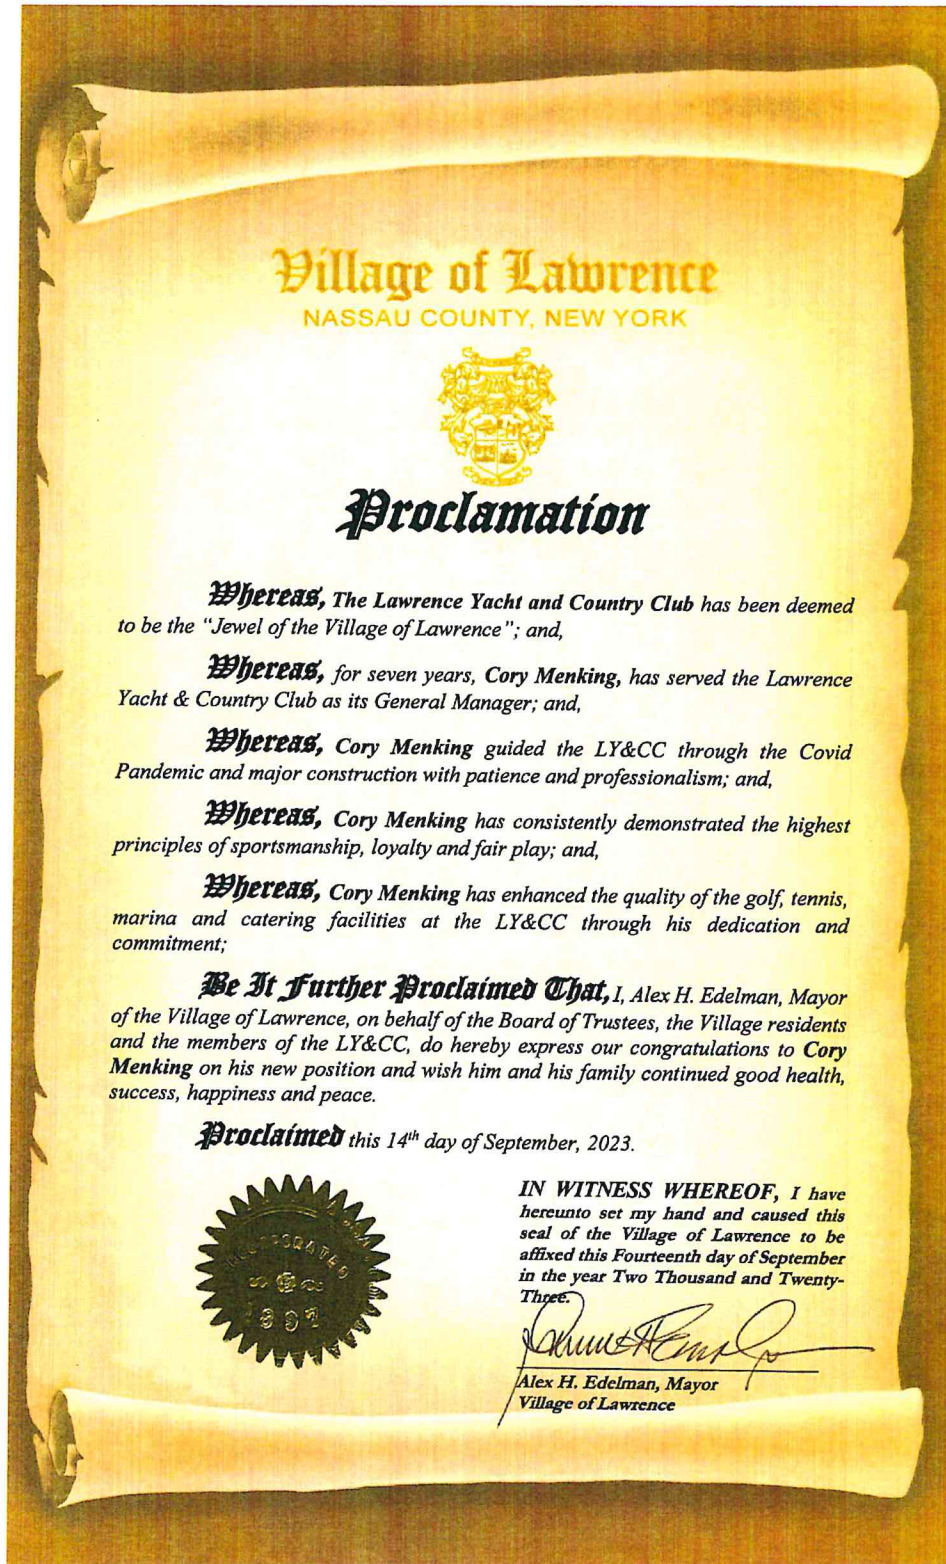 Village of Lawrence
NASSAU COUNTY, NEW YORK
Proclamation
Whereas, The Lawrence Yacht and Country Club has been deemed
to be the "Jewel of the Village of Lawrence"; and,
Whereas, for seven years, Cory Menking, has served the Lawrence
Yacht & Country Club as its General Manager; and,
Whereas, Cory Menking guided the LY&CC through the Covid
Pandemic and major construction with patience and professionalism; and,
Whereas, Cory Menking has consistently demonstrated the highest
principles of sportsmanship, loyalty and fair play; and,
Whereas, Cory Menking has enhanced the quality of the golf, tennis,
marina and catering facilities at the LY&CC through his dedication and
commitment;
Be It Further Proclaimed That, I, Alex H. Edelman, Mayor
of the Village of Lawrence, on behalf of the Board of Trustees, the Village residents
and the members of the LY&CC, do hereby express our congratulations to Cory
Menking on his new position and wish him and his family continued good health,
success, happiness and peace.
Proclaimed this 14th day of September, 2023.
INCORPORATED
1897
IN WITNESS WHEREOF, I have
hereunto set my hand and caused this
seal of the Village of Lawrence to be
affixed this Fourteenth day of September
in the year Two Thousand and Twenty-
Three.
Alex H. Edelman, Mayor
Village of Lawrence